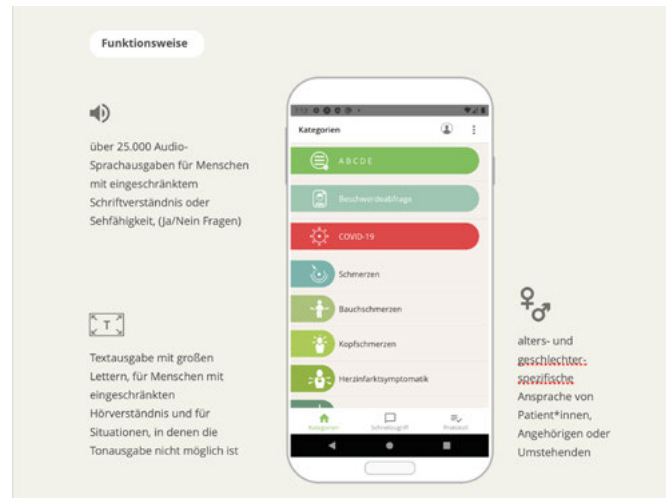 Funktionsweise
über 25.000 Audio-
Sprachausgaben für Menschen
mit eingeschränktem
Schriftverständnis oder
Sehfähigkeit, (Ja/Nein Fragen)
T
Textausgabe mit großen
Lettern, für Menschen mit
eingeschränkten
Hörverständnis und für
Situationen, in denen die
Tonausgabe nicht möglich ist
Kategorien
A B C D E
Beschwerdeabfrage
COVID-19
Schmerzen
Bauchschmerzen
Kopfschmerzen
Herzinfarktsymptomatik
Kategorien
Schnellzugriff
Protokoll
alters- und
geschlechter-
spezifische
Ansprache von
Patient*innen,
Angehörigen oder
Umstehenden